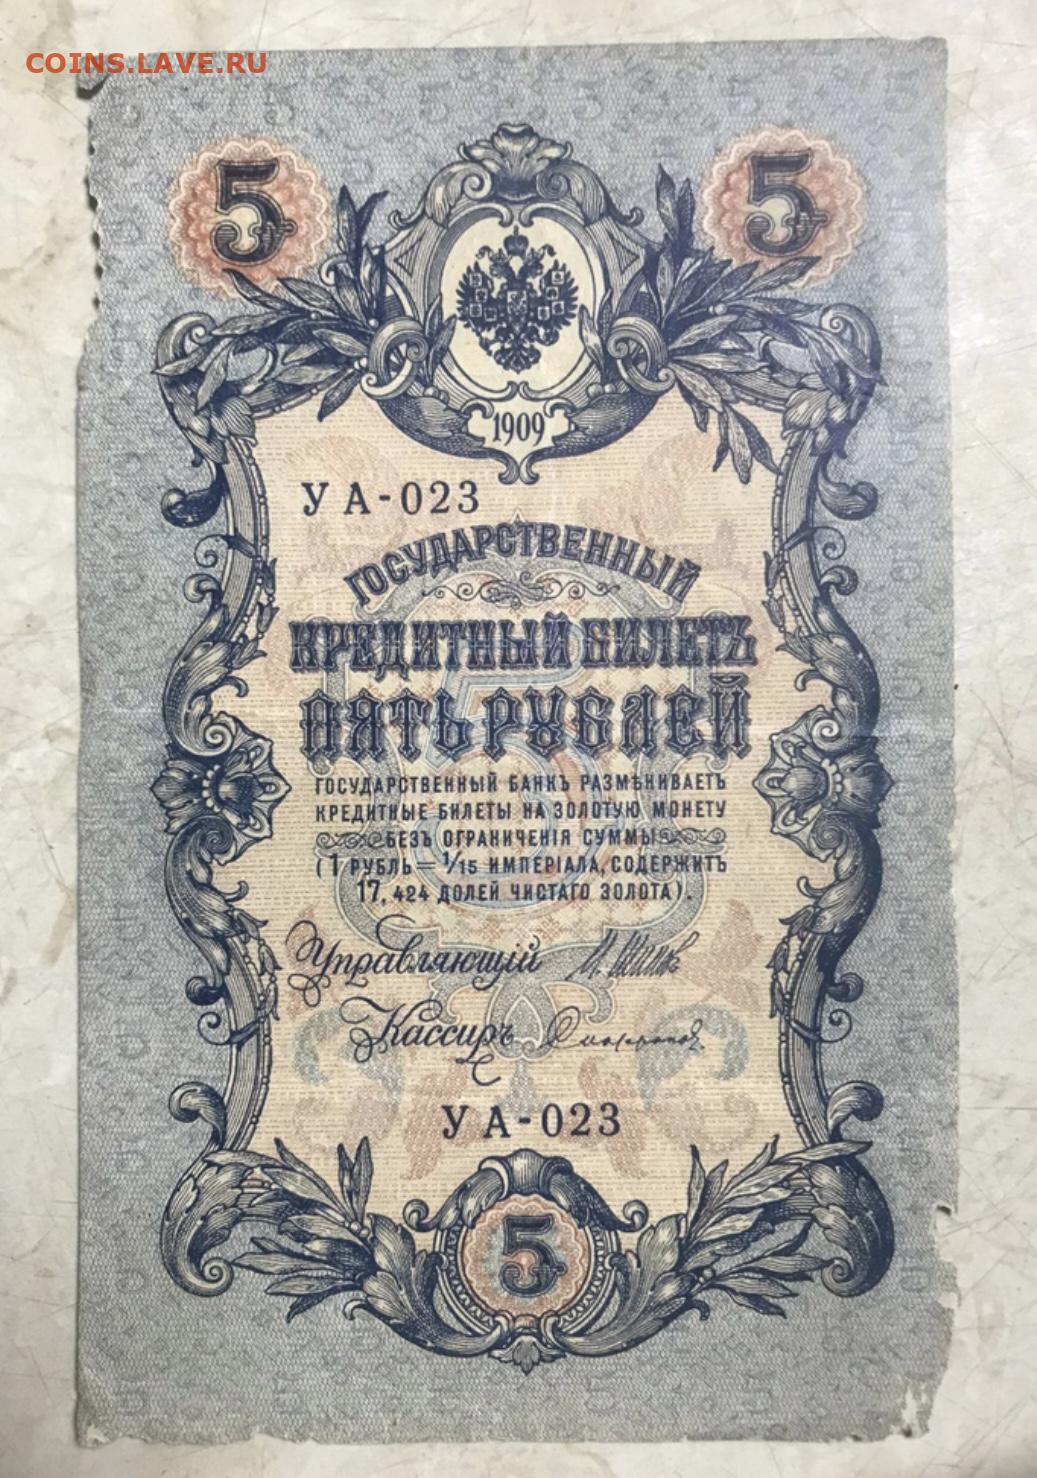 COINS.LAVE.RU
5 5
1909
УА-023
ГОСУДАРСТВЕННЫЙ
КРЕДИТНЫЙ БИЛЕТЪ
ПЯТЬ РУБЛЕЙ
ГОСУДАРСТВЕННЫЙ БАНКЪ РАЗМѢНИВАЕТЪ
КРЕДИТНЫЕ БИЛЕТЫ НА ЗОЛОТУЮ МОНЕТУ
БЕЗЪ ОГРАНИЧЕНІЯ СУММЫ
(1 РУБЛЬ — 1/15 ИМПЕРІАЛА, СОДЕРЖИТЪ
17,424 ДОЛЕЙ ЧИСТАГО ЗОЛОТА).
Управляющій И. Шипов
Кассиръ
УА-023
5